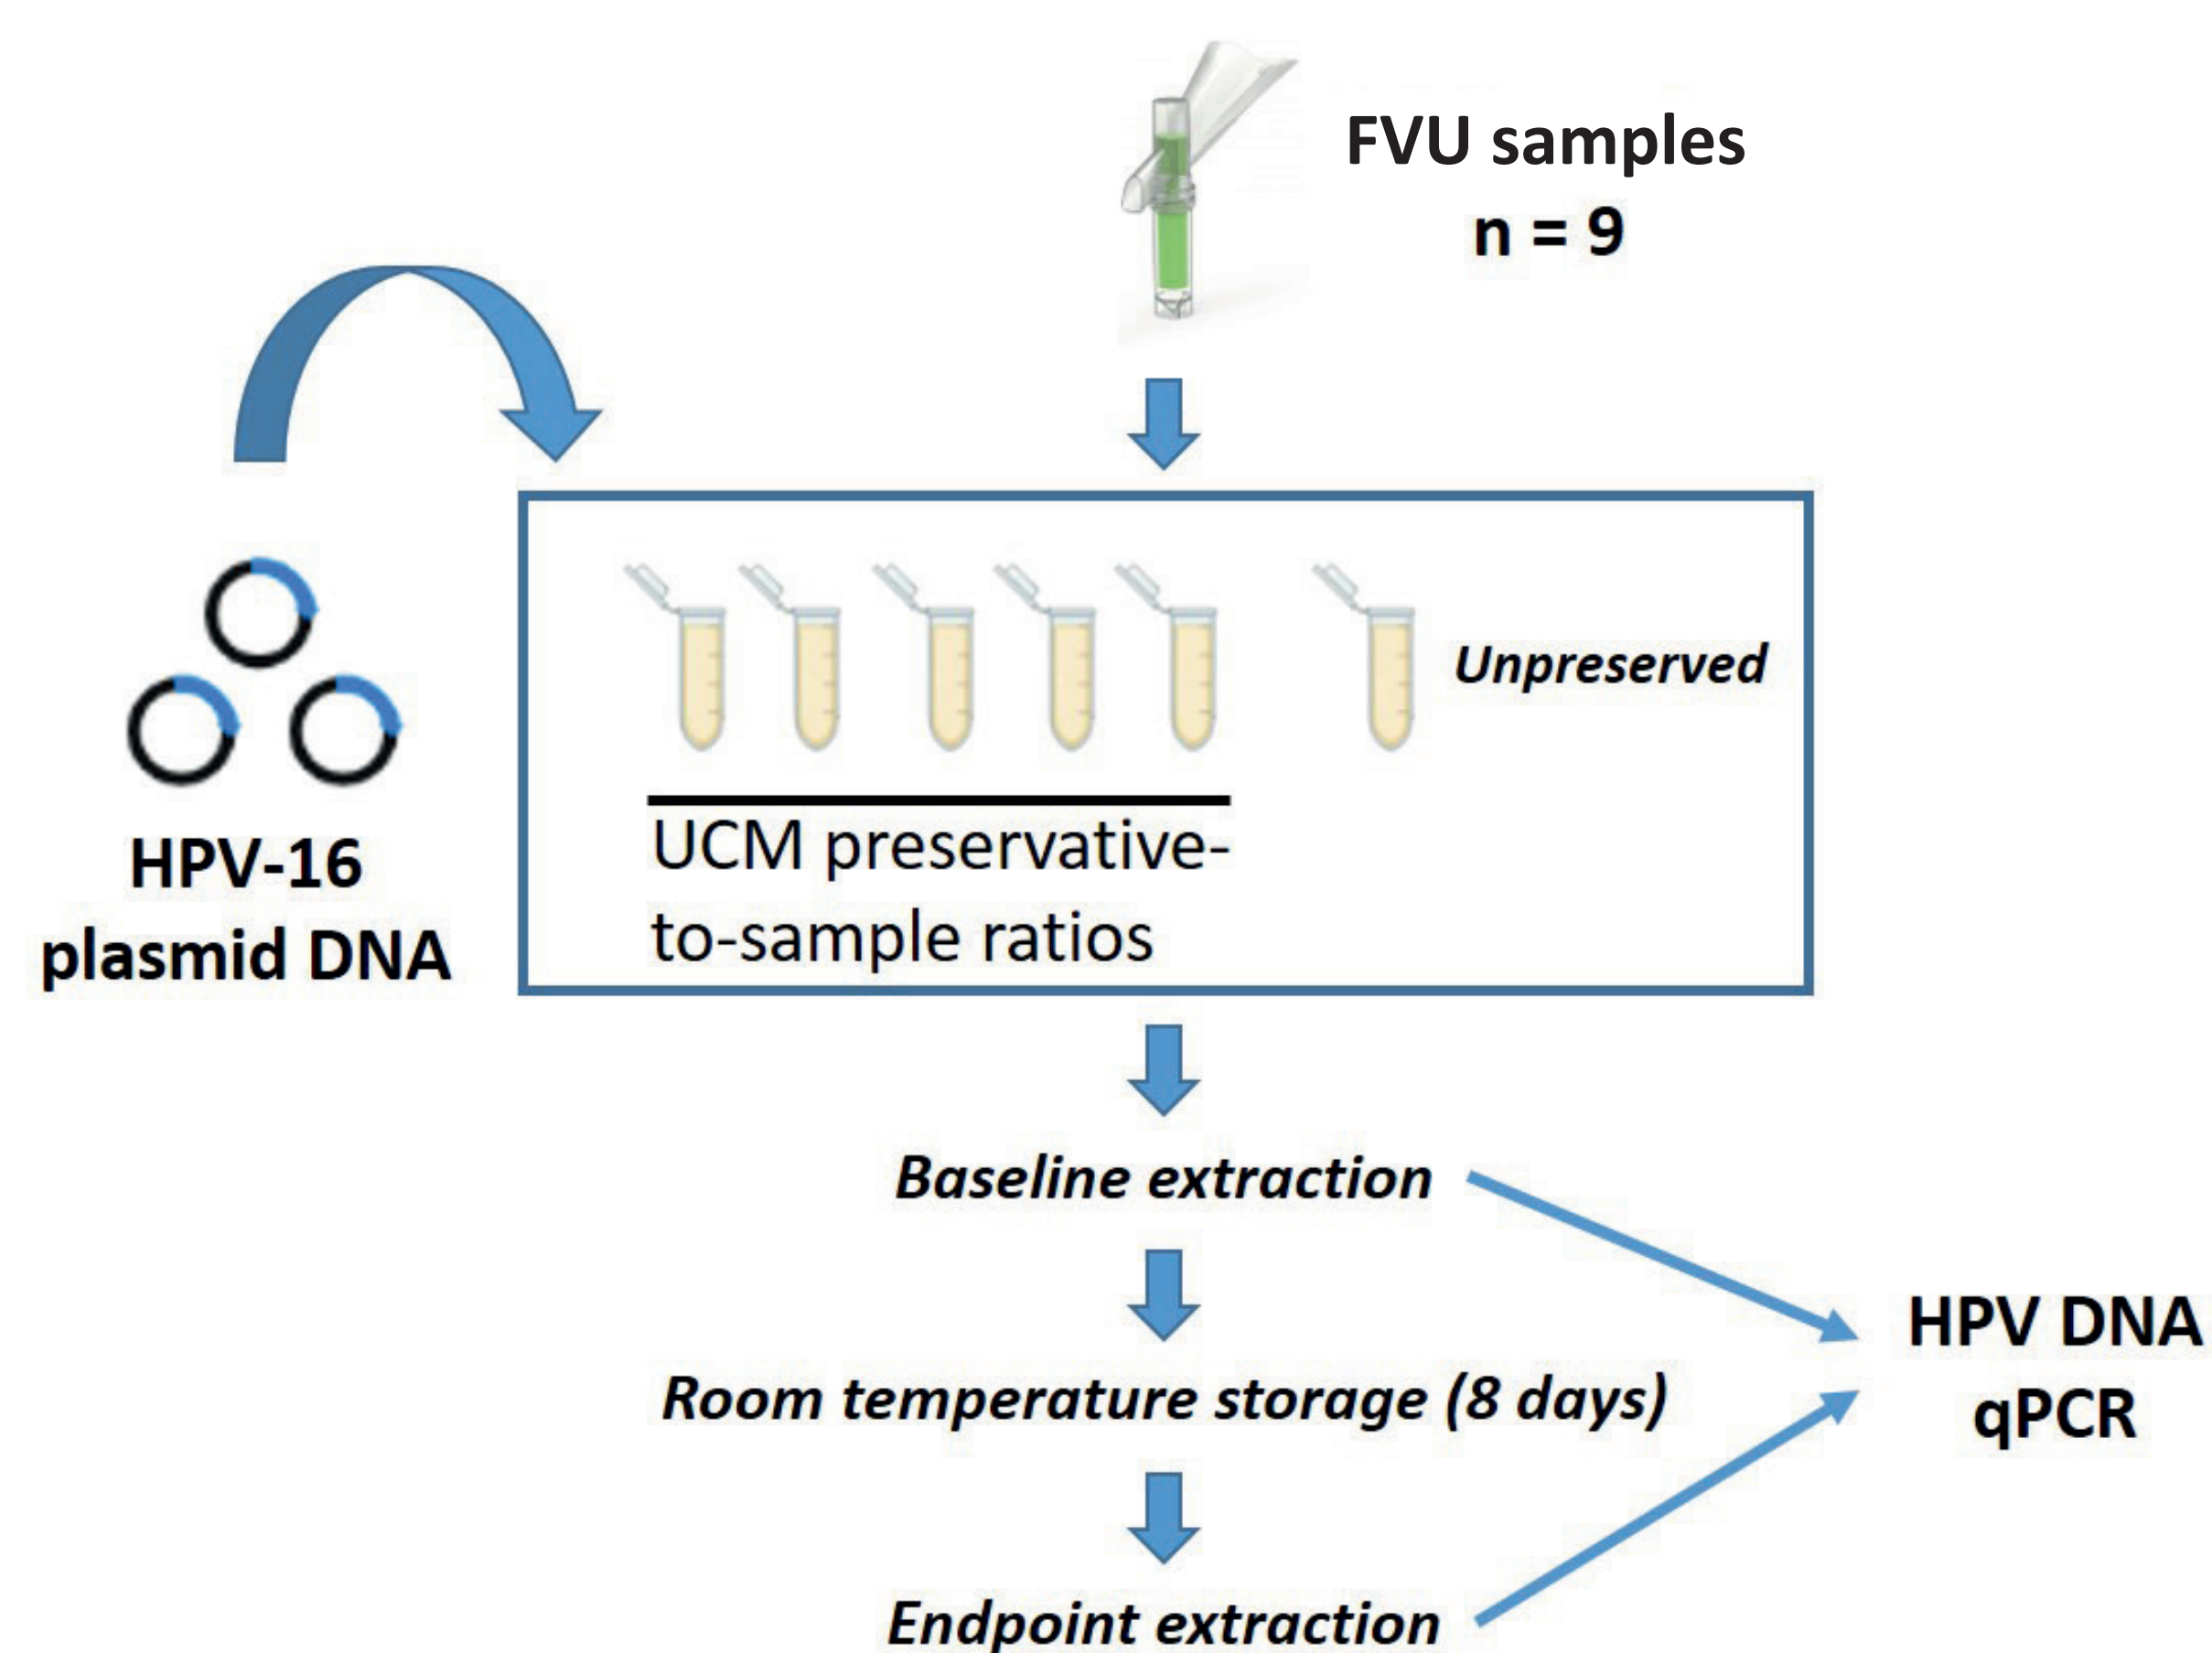 FVU samples
n = 9
Unpreserved
UCM preservative-
to-sample ratios
HPV-16
plasmid DNA
Baseline extraction
Room temperature storage (8 days)
HPV DNA
qPCR
Endpoint extraction